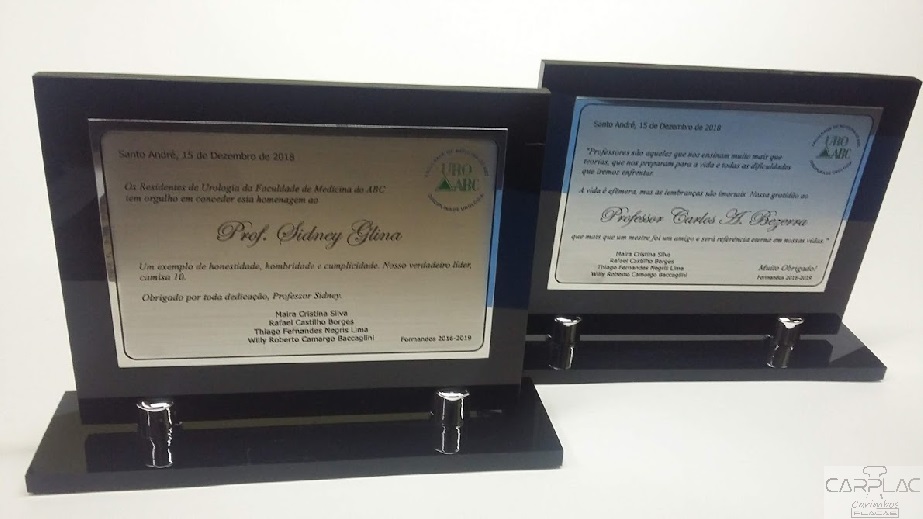 Santo André, 15 de Dezembro de 2018
URO
ABC
Os Residentes de Urologia da Faculdade de Medicina do ABC
tem orgulho em conceder esta homenagem ao
Prof. Sidney Glina
Um exemplo de honestidade, hombridade e cumplicidade. Nosso verdadeiro líder,
camisa 10.
Obrigado por toda dedicação, Professor Sidney.
Maira Cristina Silva
Rafael Castilho Borges
Thiago Fernandes Negris Lima
Willy Roberto Camargo Baccaglini
Formandos 2016-2019
Santo André, 15 de Dezembro de 2018
URO
ABC
"Professores são aqueles que nos ensinam muito mais que
teorias, que nos preparam para a vida e todas as dificuldades
que iremos enfrentar.
A vida é efêmera, mas as lembranças são imortais. Nossa gratidão ao
Professor Carlos A. Bezerra
que mais que um mestre foi um amigo e será referência eterna em nossas vidas."
Maira Cristina Silva
Rafael Castilho Borges
Thiago Fernandes Negris Lima
Willy Roberto Camargo Baccaglini
Muito Obrigado!
Formandos 2016-2019
CARPLAC
Carimbos
PLACAS